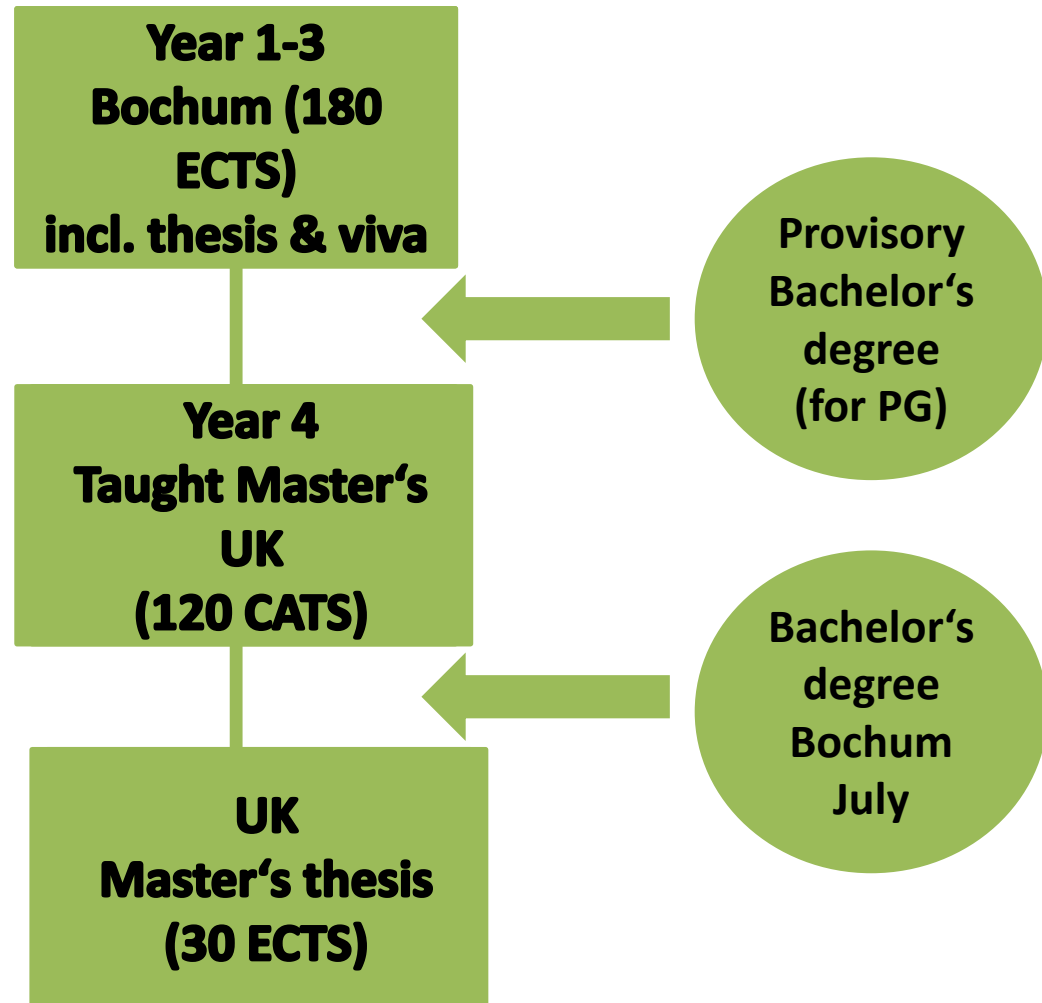 Year 1-3
Bochum (180
ECTS)
incl. thesis & viva
Provisory
Bachelor‘s
degree
(for PG)
Year 4
Taught Master‘s
UK
(120 CATS)
Bachelor‘s
degree
Bochum
July
UK
Master‘s thesis
(30 ECTS)